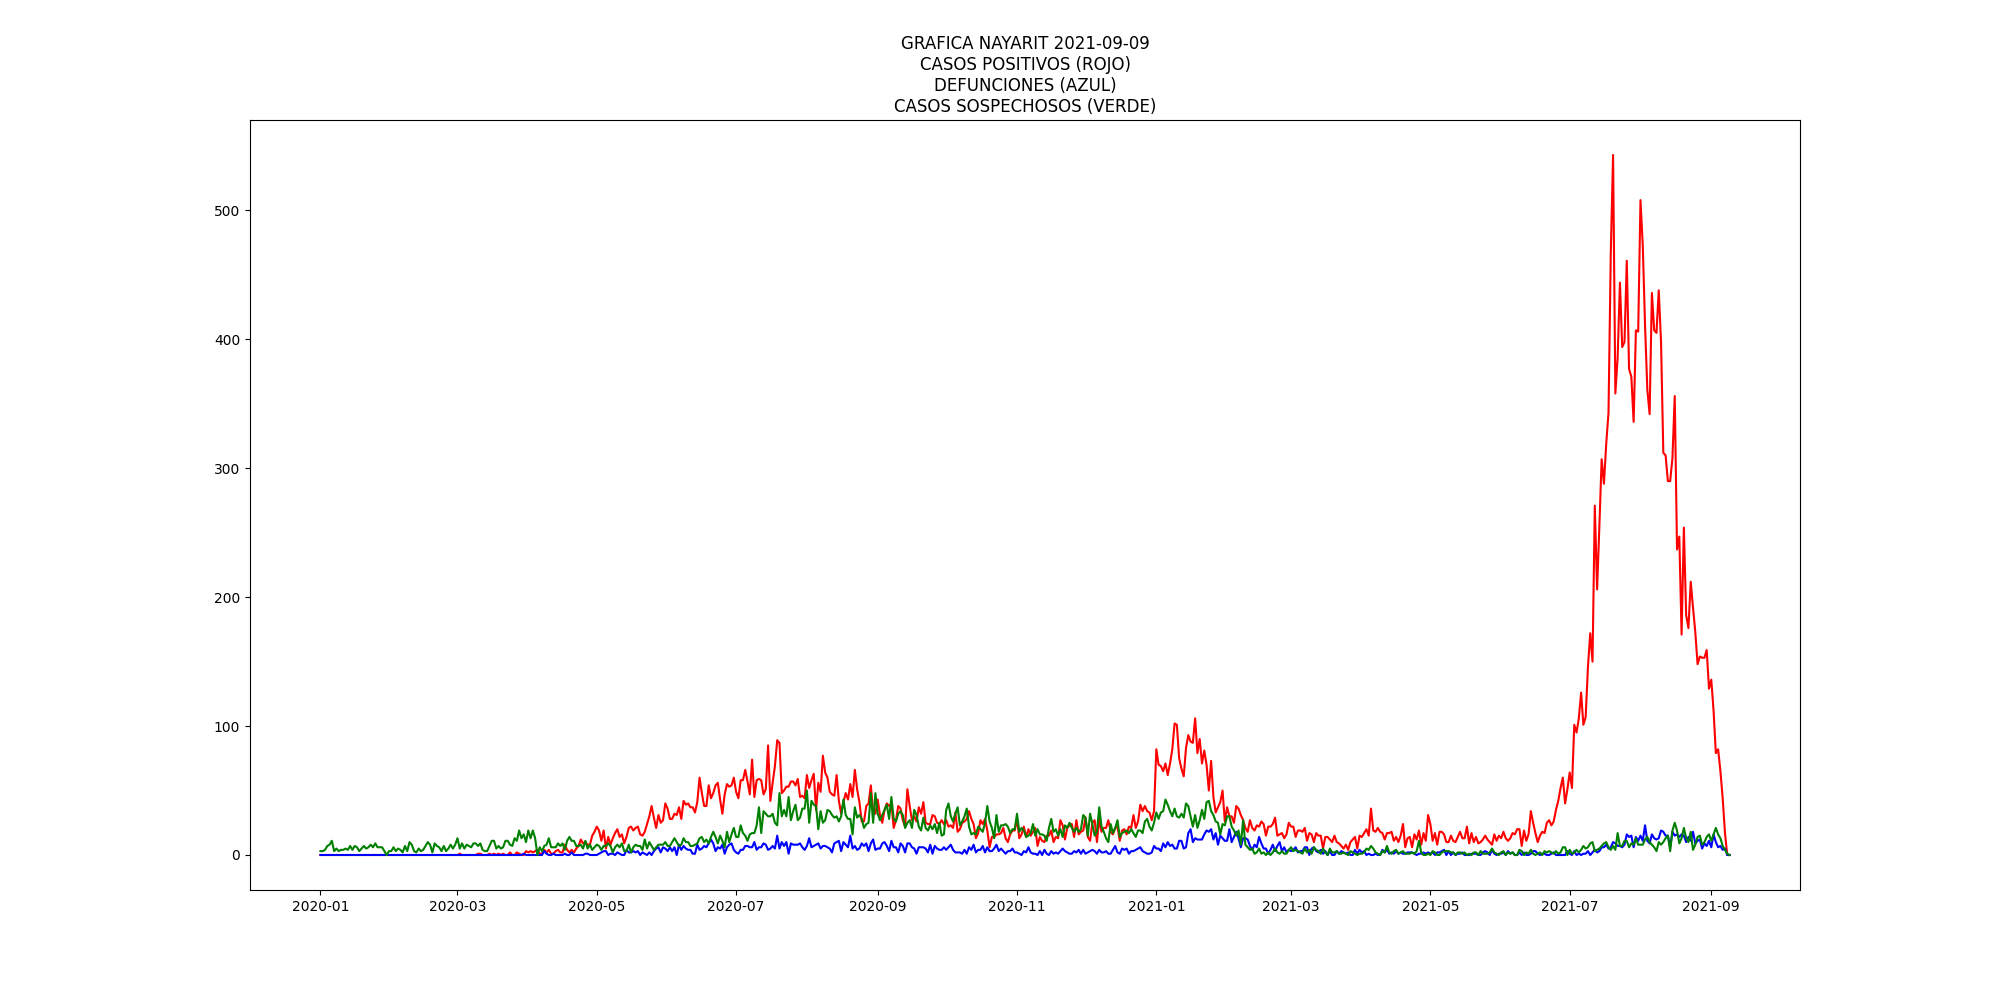 GRAFICA NAYARIT 2021-09-09
CASOS POSITIVOS (ROJO)
DEFUNCIONES (AZUL)
CASOS SOSPECHOSOS (VERDE)
500
400
300
200
100
0
2020-01 2020-03 2020-05 2020-07 2020-09 2020-11 2021-01 2021-03 2021-05 2021-07 2021-09